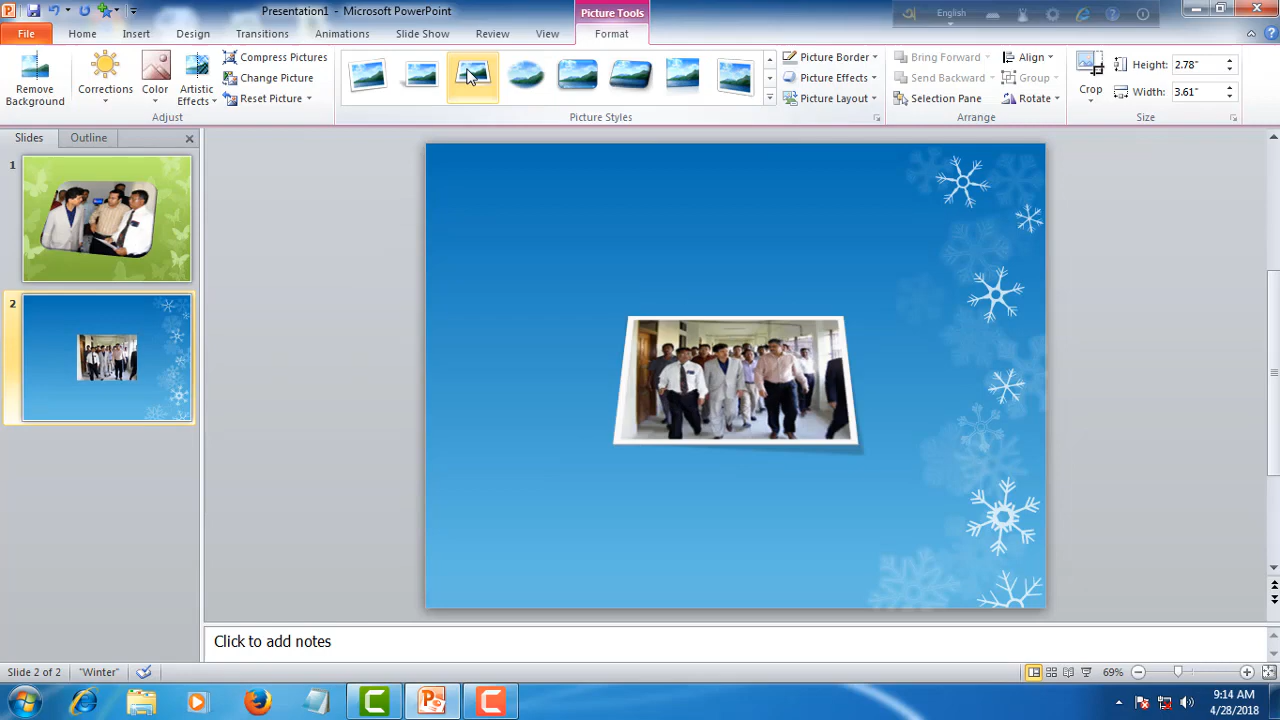 Presentation1 - Microsoft PowerPoint
Picture Tools
English
File
Home
Insert
Design
Transitions
Animations
Slide Show
Review
View
Format
Remove Background
Corrections
Color
Artistic Effects
Compress Pictures
Change Picture
Reset Picture
Adjust
Picture Styles
Picture Border
Picture Effects
Picture Layout
Bring Forward
Send Backward
Selection Pane
Align
Group
Rotate
Arrange
Crop
Height: 2.78"
Width: 3.61"
Size
Slides
Outline
1
2
Click to add notes
Slide 2 of 2
"Winter"
69%
9:14 AM
4/28/2018